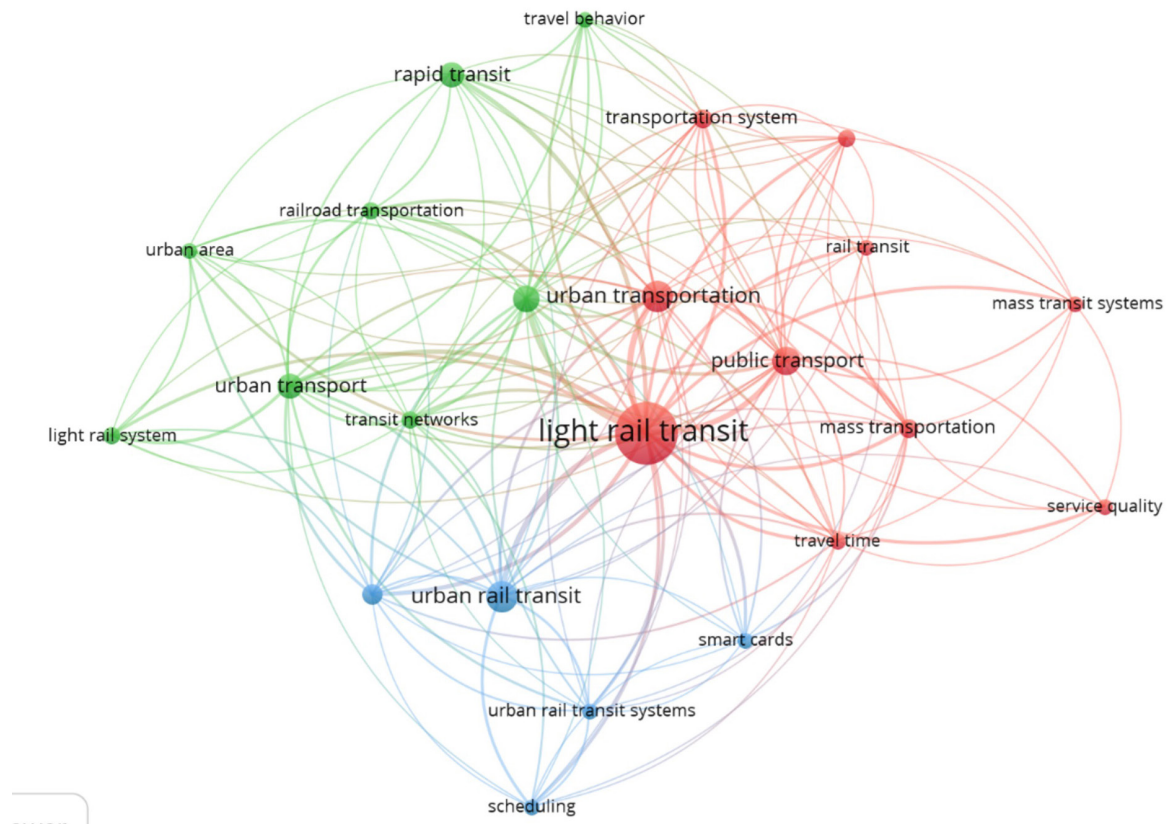 travel behavior
rapid transit
transportation system
railroad transportation
urban area
rail transit
urban transportation
mass transit systems
public transport
urban transport
transit networks
light rail system
light rail transit
mass transportation
service quality
travel time
urban rail transit
smart cards
urban rail transit systems
scheduling